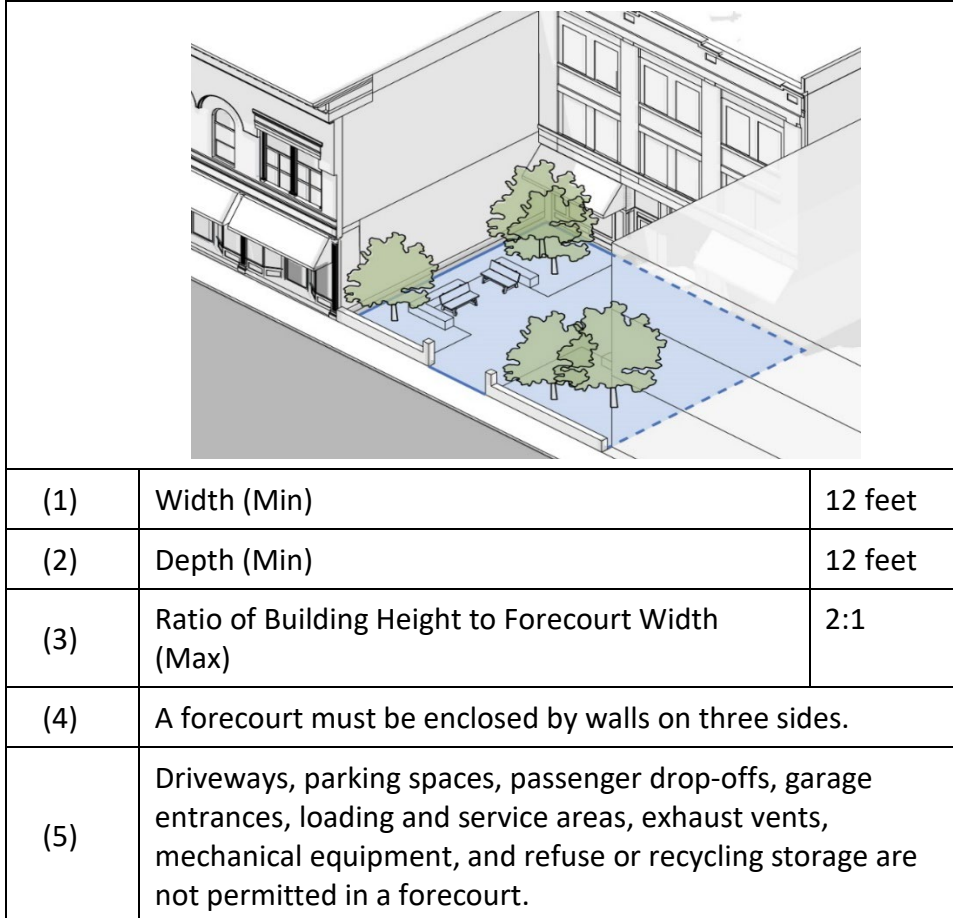 (1) Width (Min) 12 feet
(2) Depth (Min) 12 feet
(3) Ratio of Building Height to Forecourt Width
(Max) 2:1
(4) A forecourt must be enclosed by walls on three sides.
(5) Driveways, parking spaces, passenger drop-offs, garage
entrances, loading and service areas, exhaust vents,
mechanical equipment, and refuse or recycling storage are
not permitted in a forecourt.